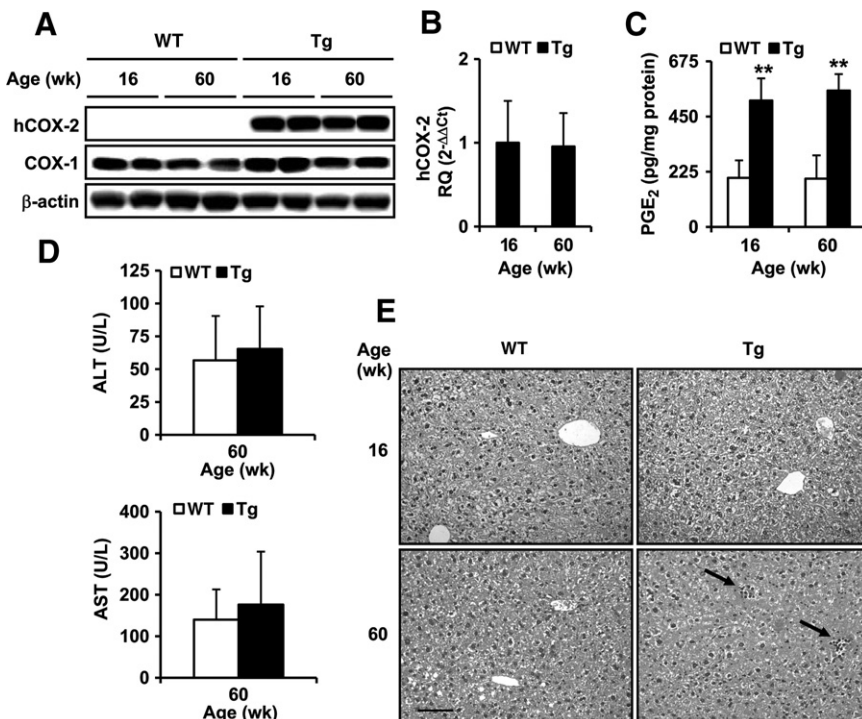 A
WT Tg
Age (wk) 16 60 16 60
hCOX-2
COX-1
β-actin
B
WT Tg
hCOX-2
RQ (2-ΔΔCt)
2
1
0
16 60
Age (wk)
C
WT Tg
PGE2 (pg/mg protein)
675
450
225
0
** **
16 60
Age (wk)
D
WT Tg
ALT (U/L)
125
100
75
50
25
0
60
Age (wk)
WT Tg
AST (U/L)
400
300
200
100
0
60
Age (wk)
E
Age
(wk)
WT Tg
16
60